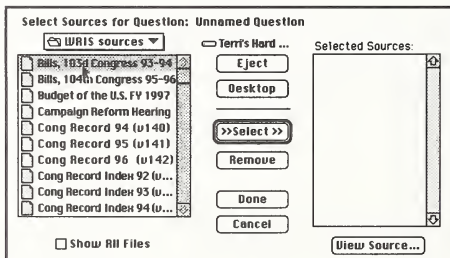 Select Sources for Question: Unnamed Question
WAIS sources
Bills, 103d Congress 93-94
Bills, 104th Congress 95-96
Budget of the U.S. FY 1997
Campaign Reform Hearing
Cong Record 94 (v140)
Cong Record 95 (v141)
Cong Record 96 (v142)
Cong Record Index 92 (v...
Cong Record Index 93 (v...
Cong Record Index 94 (v...
Show All Files
Terri's Hard ...
Eject
Desktop
>>Select >>
Remove
Done
Cancel
Selected Sources:
View Source...